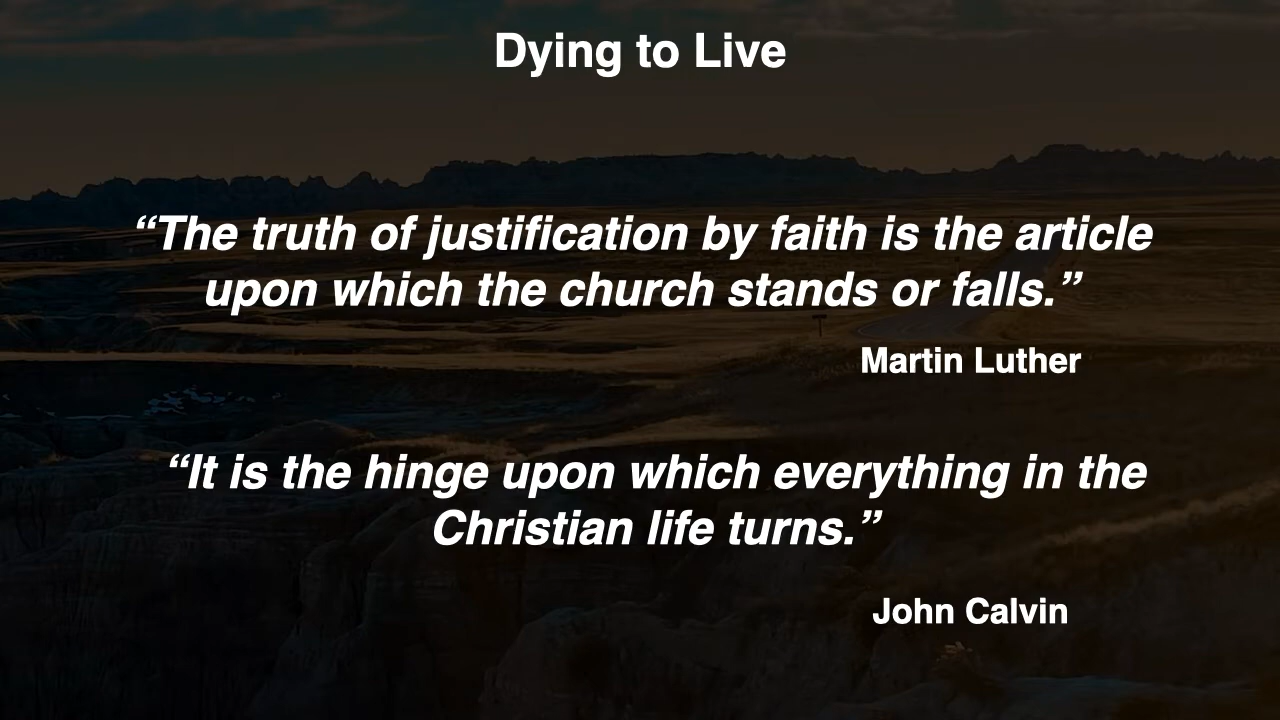 Dying to Live
“The truth of justification by faith is the article
upon which the church stands or falls.”
Martin Luther
“It is the hinge upon which everything in the
Christian life turns.”
John Calvin